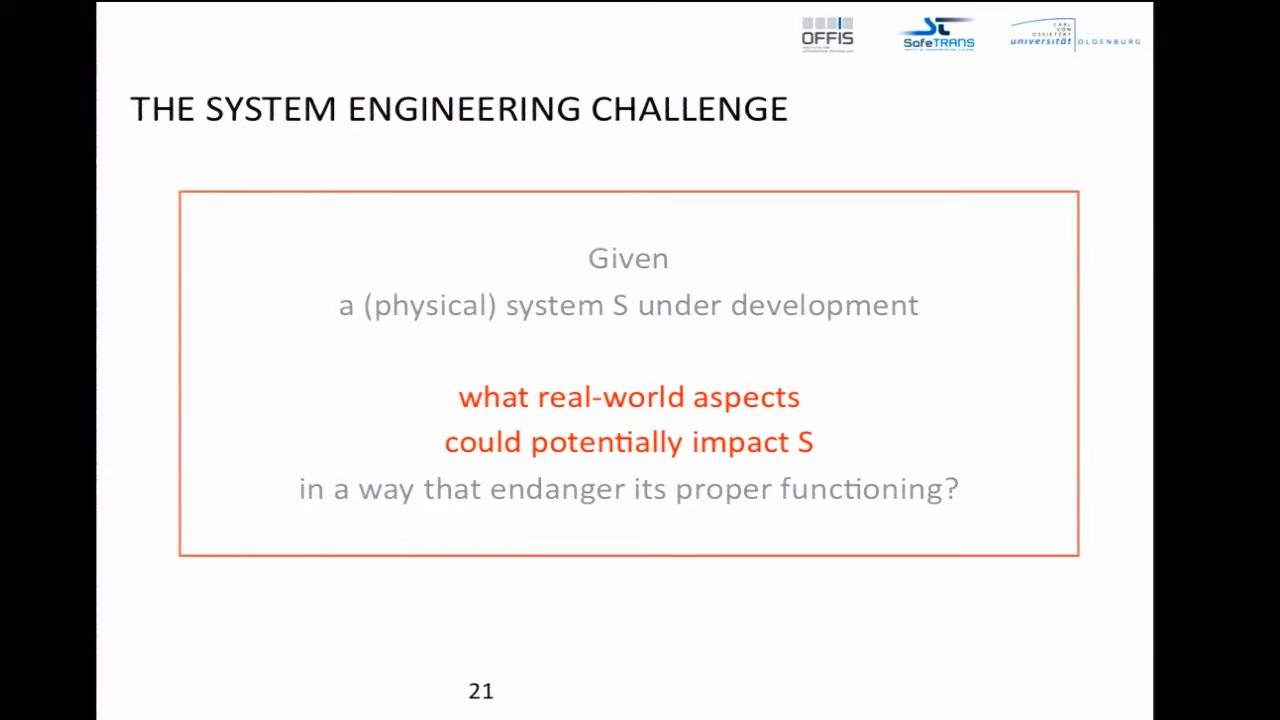 OFFIS
SafeTRANS
CARL
VON
OSSIETZKY
universität OLDENBURG
THE SYSTEM ENGINEERING CHALLENGE
Given
a (physical) system S under development
what real-world aspects
could potentially impact S
in a way that endanger its proper functioning?
21